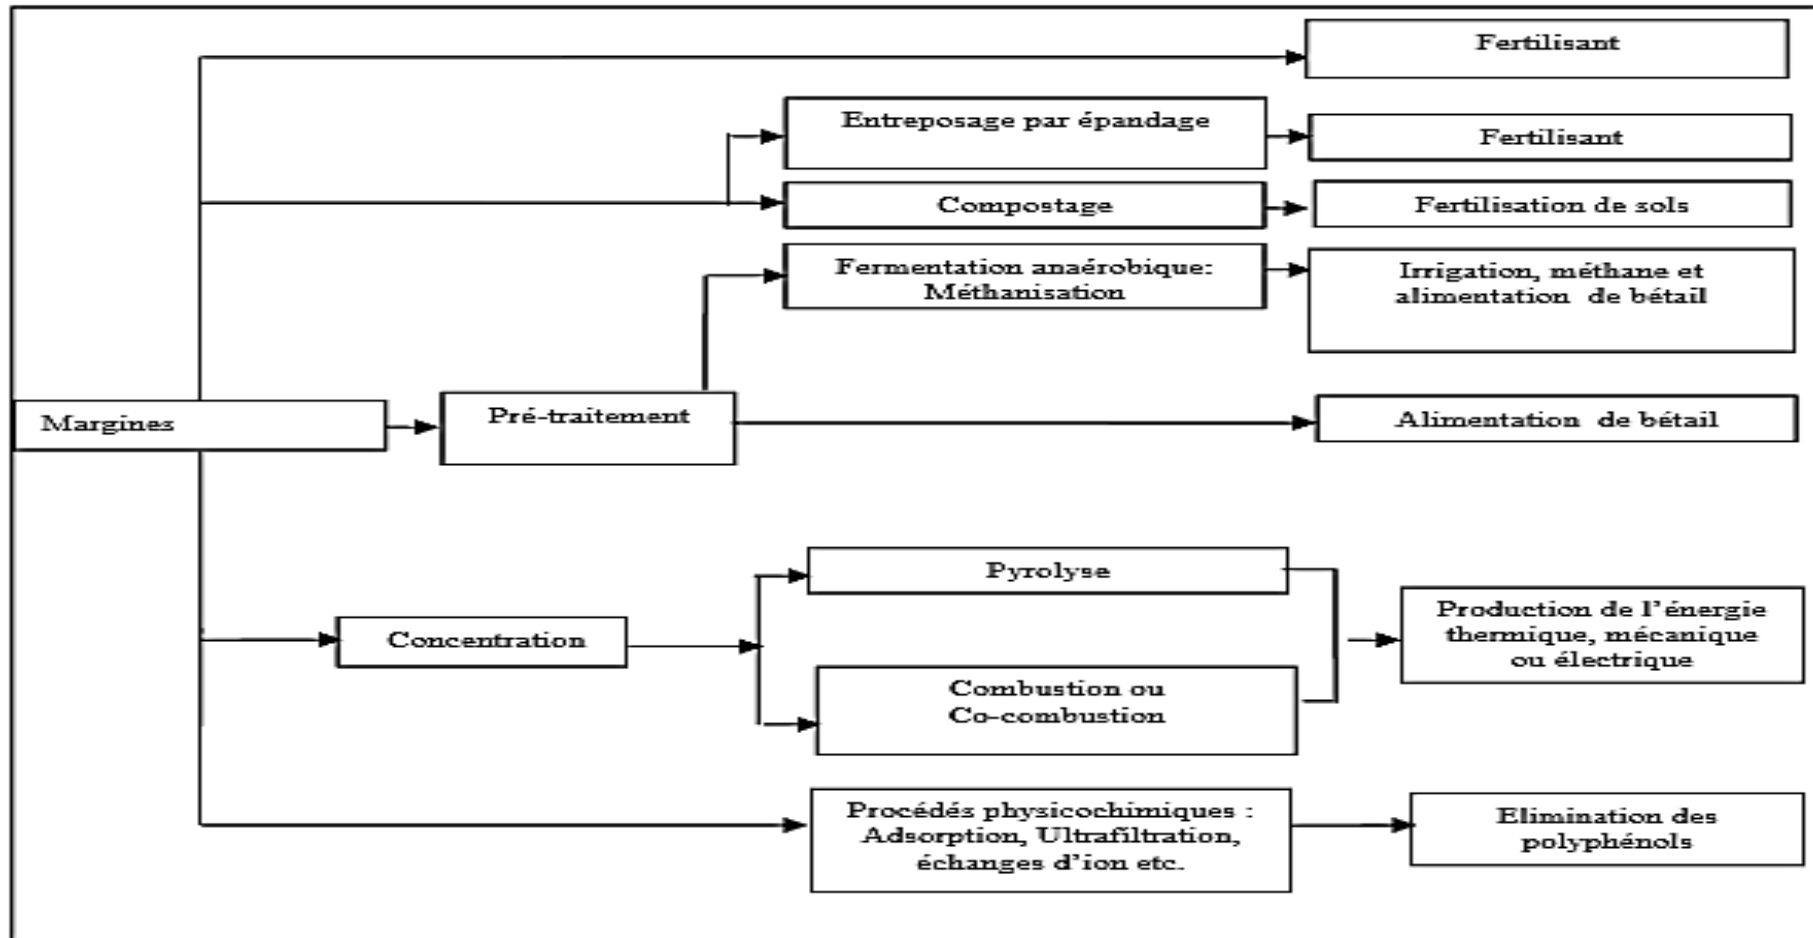 Fertilisant
Entreposage par épandage
Fertilisant
Compostage
Fertilisation de sols
Fermentation anaérobique:
Méthanisation
Irrigation, méthane et
alimentation de bétail
Margines
Pré-traitement
Alimentation de bétail
Pyrolyse
Concentration
Production de l'énergie
thermique, mécanique
ou électrique
Combustion ou
Co-combustion
Procédés physicochimiques :
Adsorption, Ultrafiltration,
échanges d'ion etc.
Elimination des
polyphénols